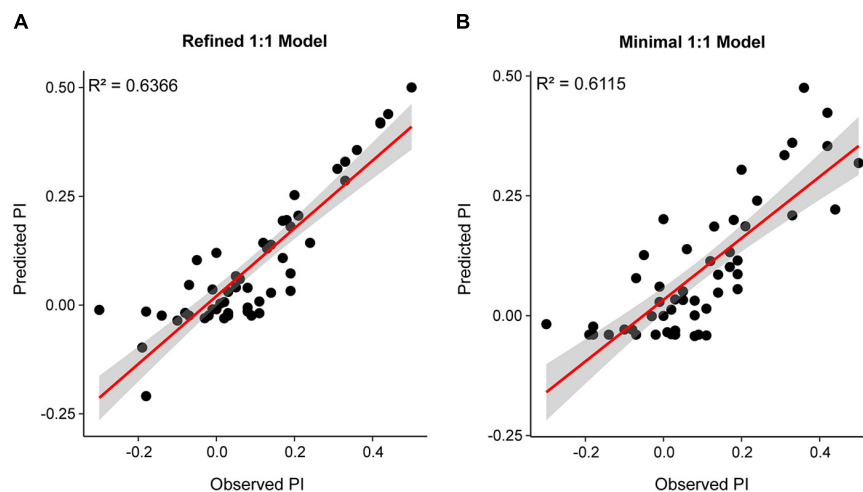 A
Refined 1:1 Model
R² = 0.6366
0.50
0.25
0.00
-0.25
Predicted PI
-0.2
0.0
0.2
0.4
Observed PI
B
Minimal 1:1 Model
R² = 0.6115
0.50
0.25
0.00
-0.25
Predicted PI
-0.2
0.0
0.2
0.4
Observed PI